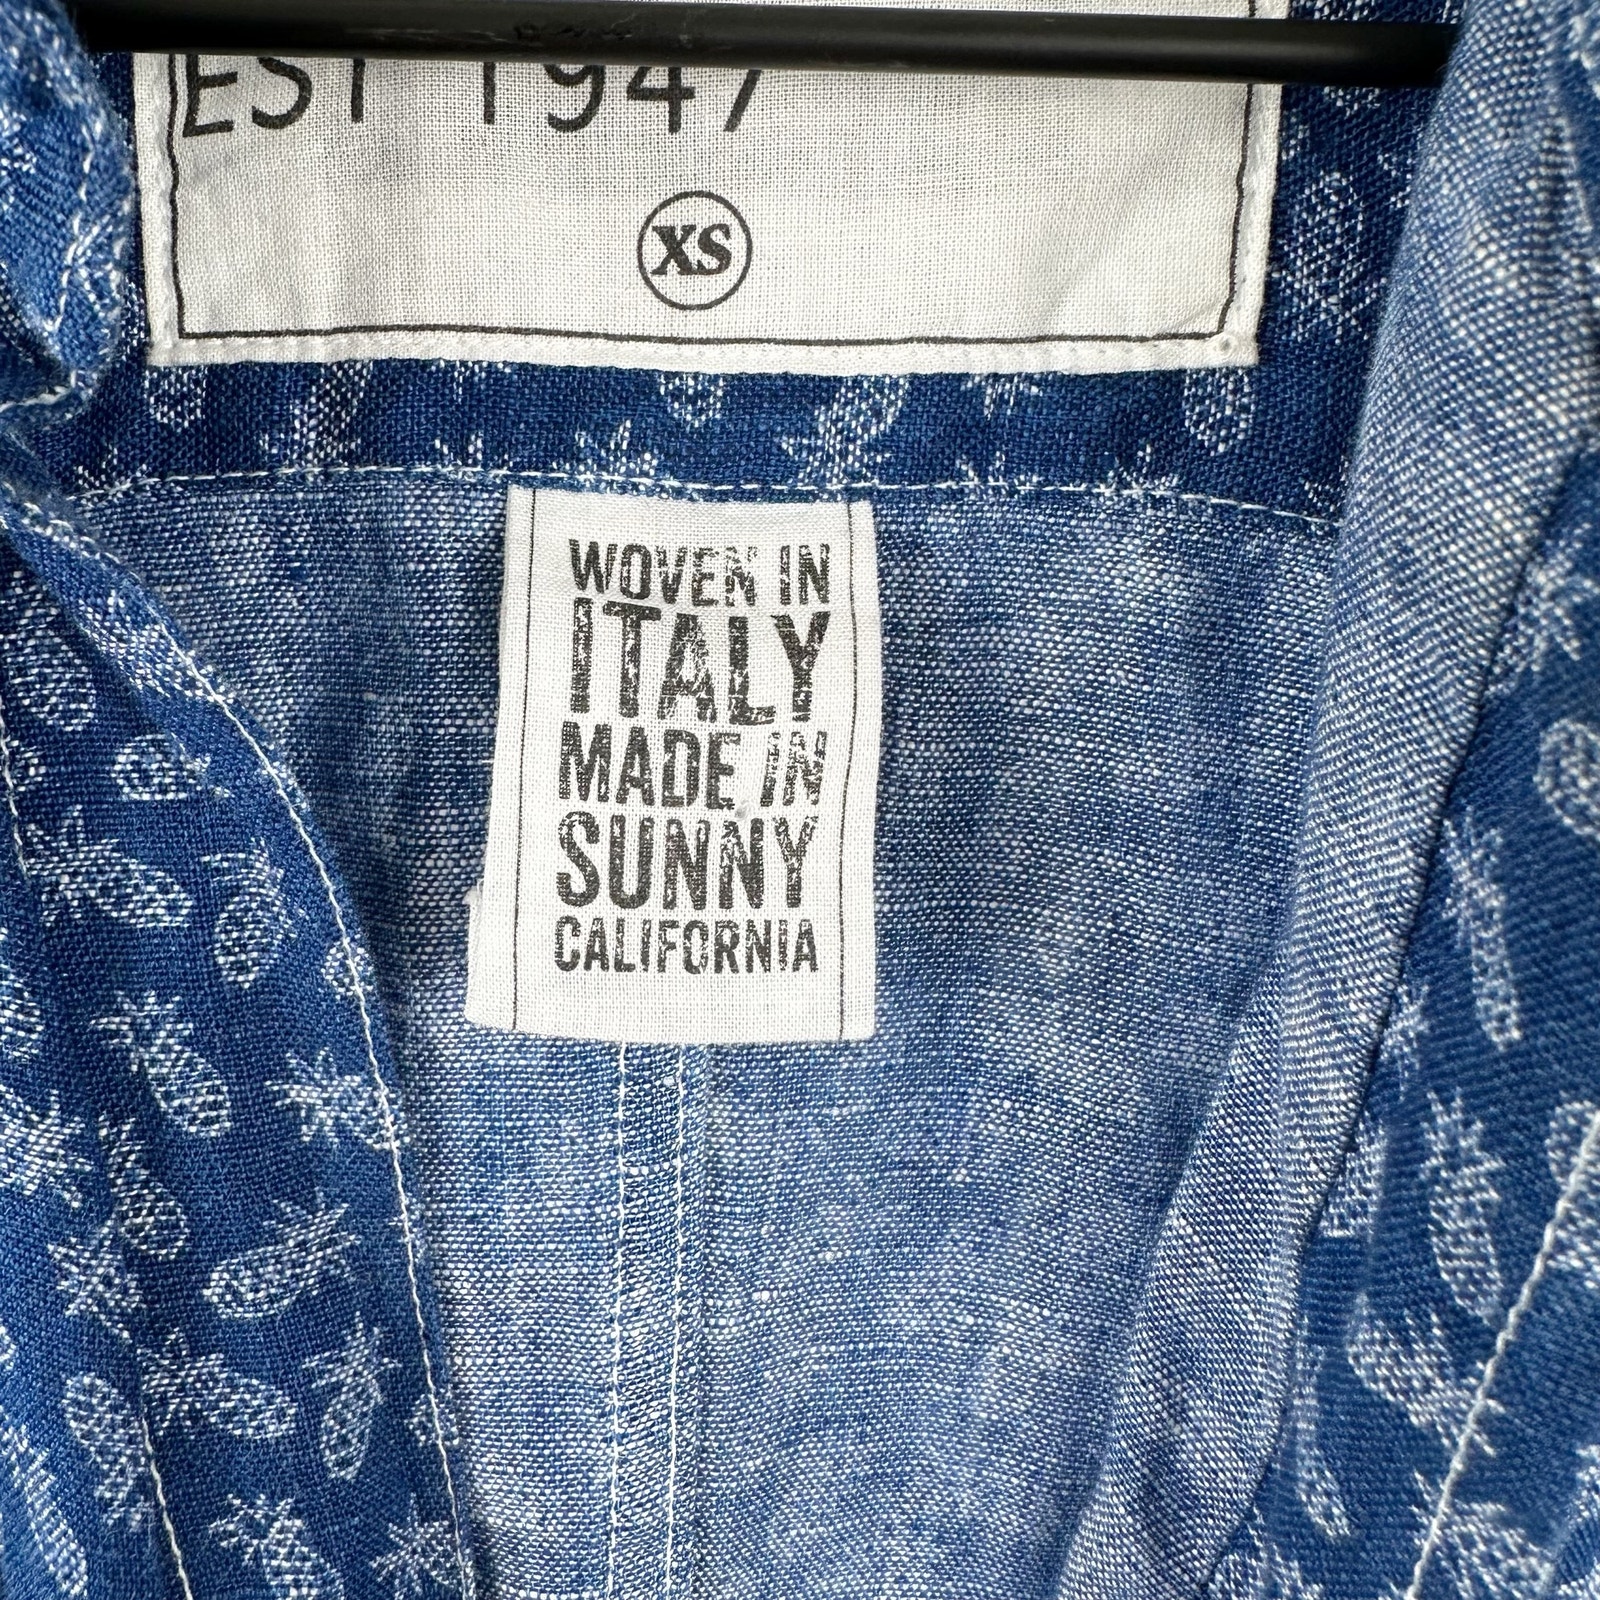 EST 1947
XS
WOVEN IN
ITALY
MADE IN
SUNNY
CALIFORNIA